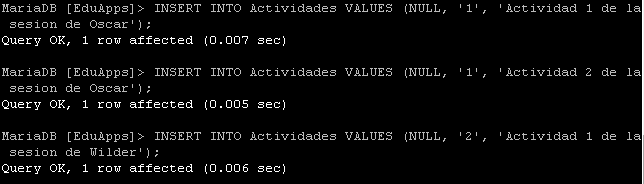 MariaDB [EduApps]> INSERT INTO Actividades VALUES (NULL, '1', 'Actividad 1 de la
sesion de Oscar');
Query OK, 1 row affected (0.007 sec)
MariaDB [EduApps]> INSERT INTO Actividades VALUES (NULL, '1', 'Actividad 2 de la
sesion de Oscar');
Query OK, 1 row affected (0.005 sec)
MariaDB [EduApps]> INSERT INTO Actividades VALUES (NULL, '2', 'Actividad 1 de la
sesion de Wilder');
Query OK, 1 row affected (0.006 sec)